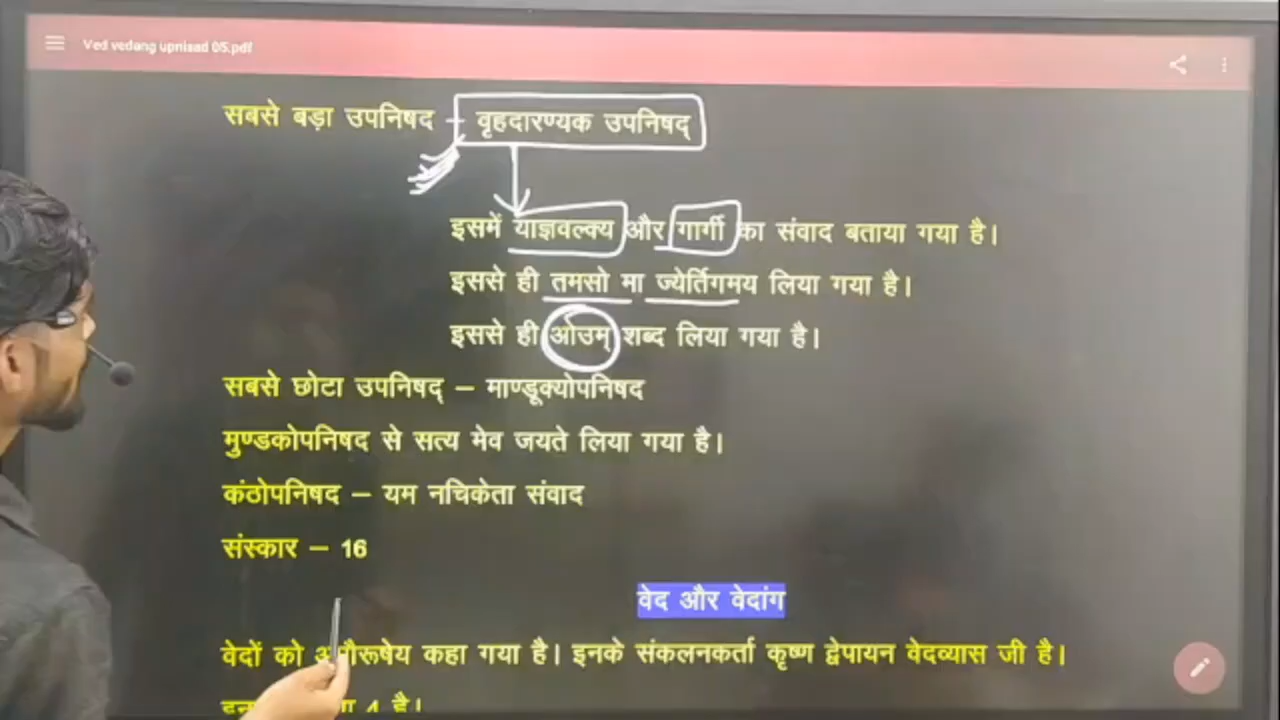 Ved vedang upnisad 05.pdf
सबसे बड़ा उपनिषद – वृहदारण्यक उपनिषद्
इसमें याज्ञवल्क्य और गार्गी का संवाद बताया गया है।
इससे ही तमसो मा ज्येर्तिगमय लिया गया है।
इससे ही ओउम् शब्द लिया गया है।
सबसे छोटा उपनिषद् – माण्डूक्योपनिषद
मुण्डकोपनिषद से सत्य मेव जयते लिया गया है।
कंठोपनिषद – यम नचिकेता संवाद
संस्कार – 16
वेद और वेदांग
वेदों को कहा गया है। इनके संकलनकर्ता कृष्ण द्वेपायन वेदव्यास जी है।
4 है।